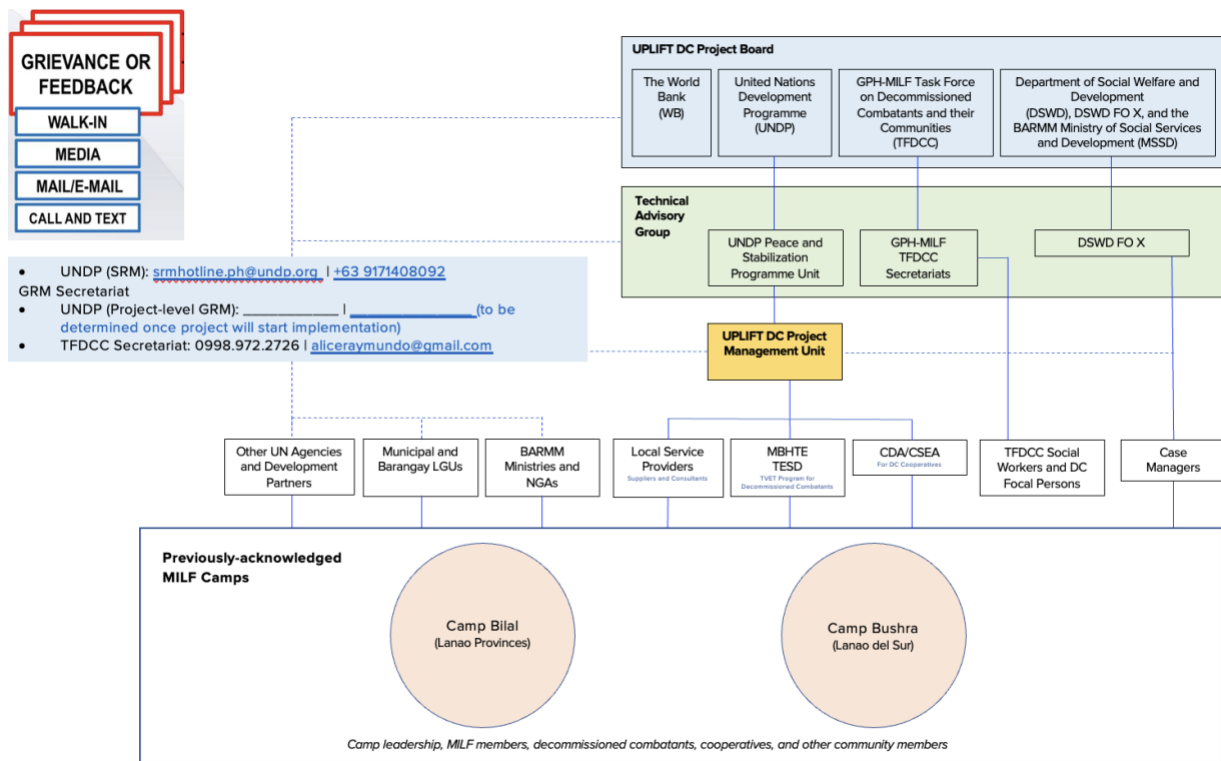 GRIEVANCE OR
FEEDBACK
WALK-IN
MEDIA
MAIL/E-MAIL
CALL AND TEXT
UPLIFT DC Project Board
The World
Bank
(WB)
United Nations
Development
Programme
(UNDP)
GPH-MILF Task Force
on Decommissioned
Combatants and their
Communities
(TFDCC)
Department of Social Welfare and
Development
(DSWD), DSWD FO X, and the
BARMM Ministry of Social Services
and Development (MSSD)
Technical
Advisory
Group
UNDP Peace and
Stabilization
Programme Unit
GPH-MILF
TFDCC
Secretariats
DSWD FO X
• UNDP (SRM): srmhotline.ph@undp.org | +63 9171408092
GRM Secretariat
• UNDP (Project-level GRM): ____________ | ________________ (to be
determined once project will start implementation)
• TFDCC Secretariat: 0998.972.2726 | aliceraymundo@gmail.com
UPLIFT DC Project
Management Unit
Other UN Agencies
and Development
Partners
Municipal and
Barangay LGUs
BARMM
Ministries and
NGAs
Local Service
Providers
Suppliers and Consultants
MBHTE
TESD
TVET Program for
Decommissioned Combatants
CDA/CSEA
For DC Cooperatives
TFDCC Social
Workers and DC
Focal Persons
Case
Managers
Previously-acknowledged
MILF Camps
Camp Bilal
(Lanao Provinces)
Camp Bushra
(Lanao del Sur)
Camp leadership, MILF members, decommissioned combatants, cooperatives, and other community members